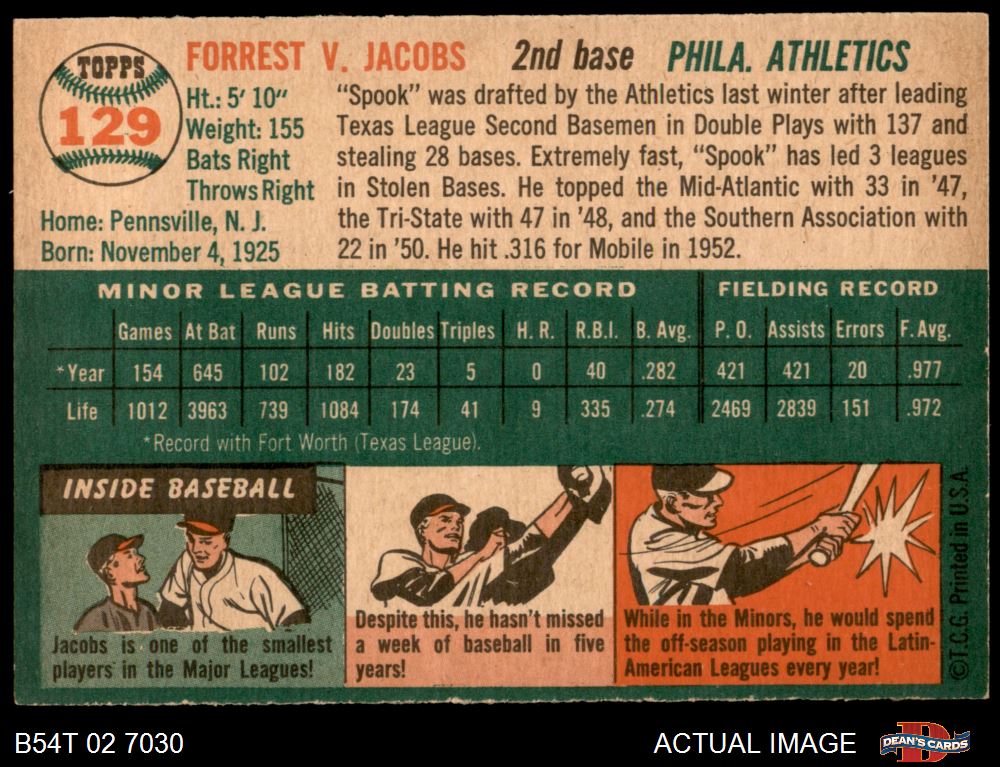 TOPPS
129
FORREST V. JACOBS 2nd base PHILA. ATHLETICS
Ht.: 5' 10"
Weight: 155
Bats Right
Throws Right
Home: Pennsville, N. J.
Born: November 4, 1925
"Spook" was drafted by the Athletics last winter after leading
Texas League Second Basemen in Double Plays with 137 and
stealing 28 bases. Extremely fast, "Spook" has led 3 leagues
in Stolen Bases. He topped the Mid-Atlantic with 33 in '47,
the Tri-State with 47 in '48, and the Southern Association with
22 in '50. He hit .316 for Mobile in 1952.
MINOR LEAGUE BATTING RECORD FIELDING RECORD
Games At Bat Runs Hits Doubles Triples H. R. R.B.I. B. Avg. P. O. Assists Errors F. Avg.
*Year 154 645 102 182 23 5 0 40 .282 421 421 20 .977
Life 1012 3963 739 1084 174 41 9 335 .274 2469 2839 151 .972
*Record with Fort Worth (Texas League).
INSIDE BASEBALL
Jacobs is one of the smallest
players in the Major Leagues!
Despite this, he hasn't missed
a week of baseball in five
years!
While in the Minors, he would spend
the off-season playing in the Latin-
American Leagues every year!
©T.C.G. Printed in U.S.A.
B54T 02 7030
ACTUAL IMAGE
D
DEAN'S CARDS